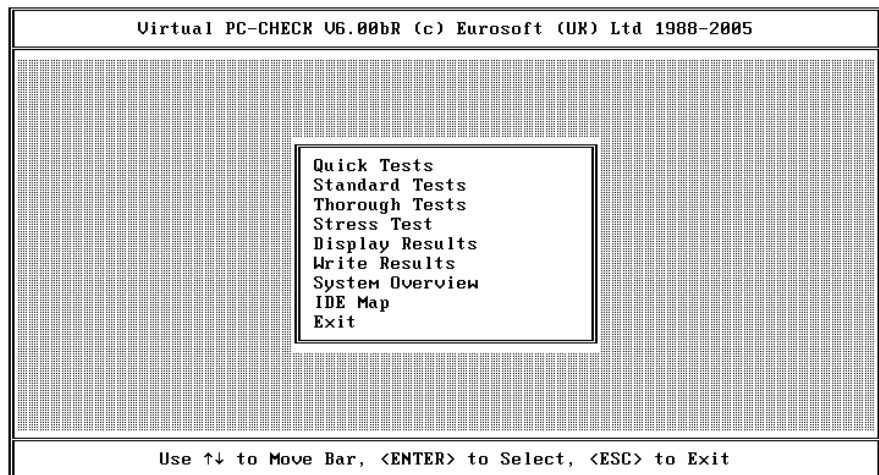 Virtual PC-CHECK V6.00bR (c) Eurosoft (UK) Ltd 1988-2005
Quick Tests
Standard Tests
Thorough Tests
Stress Test
Display Results
Write Results
System Overview
IDE Map
Exit
Use ↑↓ to Move Bar, <ENTER> to Select, <ESC> to Exit